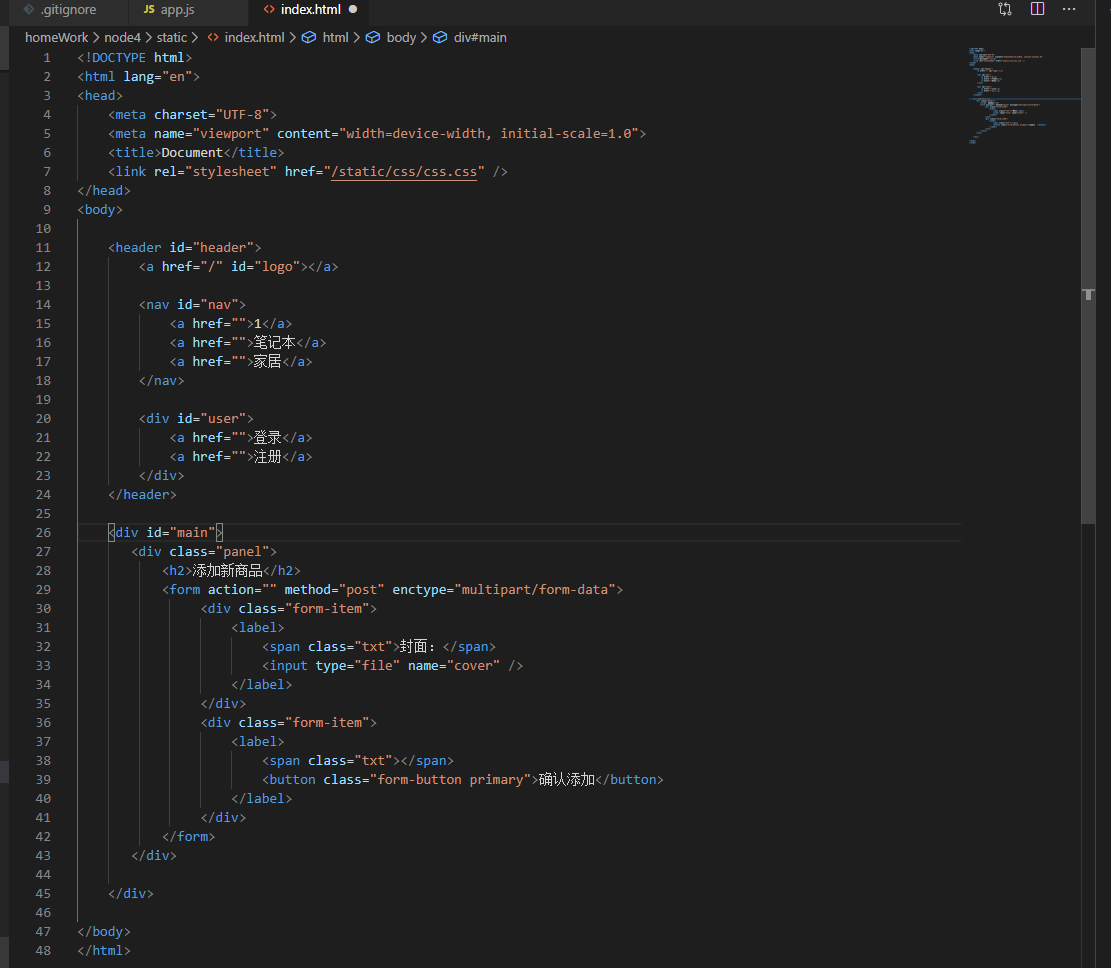 .gitignore JS app.js <> index.html
homeWork > node4 > static > <> index.html > html > body > div#main
1 <!DOCTYPE html>
2 <html lang="en">
3 <head>
4 <meta charset="UTF-8">
5 <meta name="viewport" content="width=device-width, initial-scale=1.0">
6 <title>Document</title>
7 <link rel="stylesheet" href="/static/css/css.css" />
8 </head>
9 <body>
10
11 <header id="header">
12 <a href="/" id="logo"></a>
13
14 <nav id="nav">
15 <a href="">1</a>
16 <a href="">笔记本</a>
17 <a href="">家居</a>
18 </nav>
19
20 <div id="user">
21 <a href="">登录</a>
22 <a href="">注册</a>
23 </div>
24 </header>
25
26 <div id="main">
27 <div class="panel">
28 <h2>添加新商品</h2>
29 <form action="" method="post" enctype="multipart/form-data">
30 <div class="form-item">
31 <label>
32 <span class="txt">封面：</span>
33 <input type="file" name="cover" />
34 </label>
35 </div>
36 <div class="form-item">
37 <label>
38 <span class="txt"></span>
39 <button class="form-button primary">确认添加</button>
40 </label>
41 </div>
42 </form>
43 </div>
44
45 </div>
46
47 </body>
48 </html>